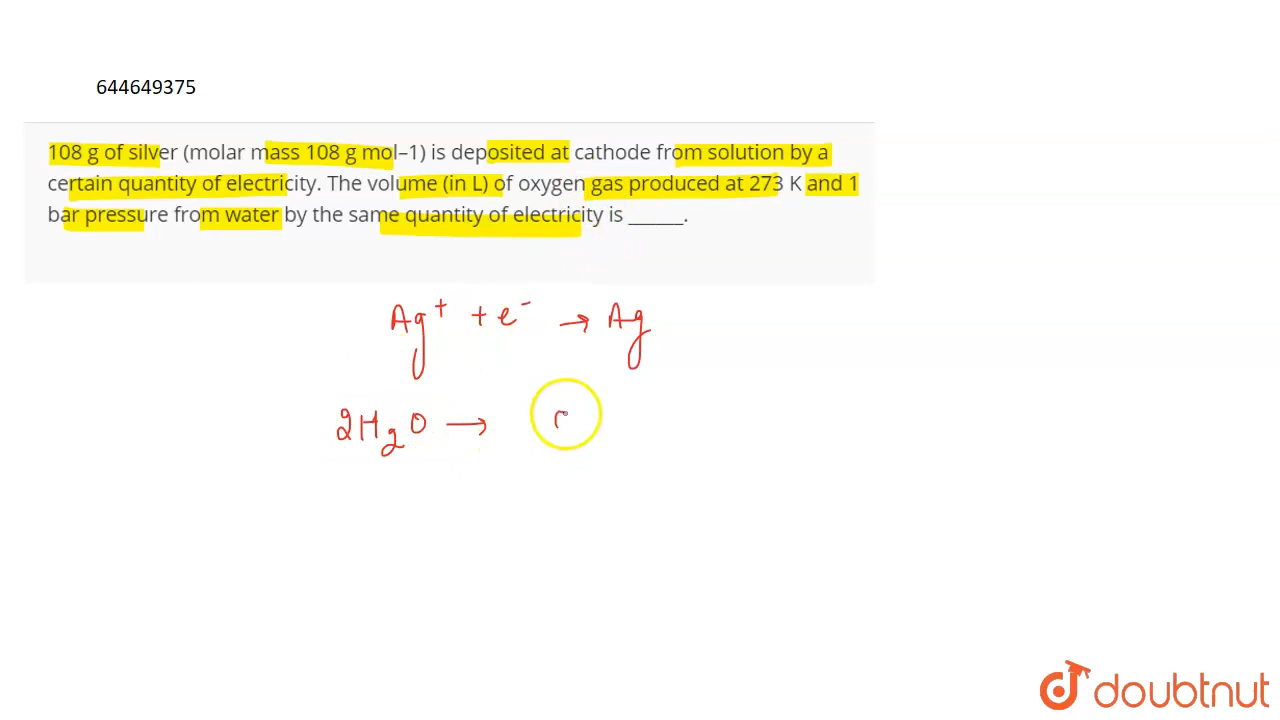 644649375
108 g of silver (molar mass 108 g mol–1) is deposited at cathode from solution by a
certain quantity of electricity. The volume (in L) of oxygen gas produced at 273 K and 1
bar pressure from water by the same quantity of electricity is ______.
Ag⁺ + e⁻ → Ag
2H₂O →
doubtnut